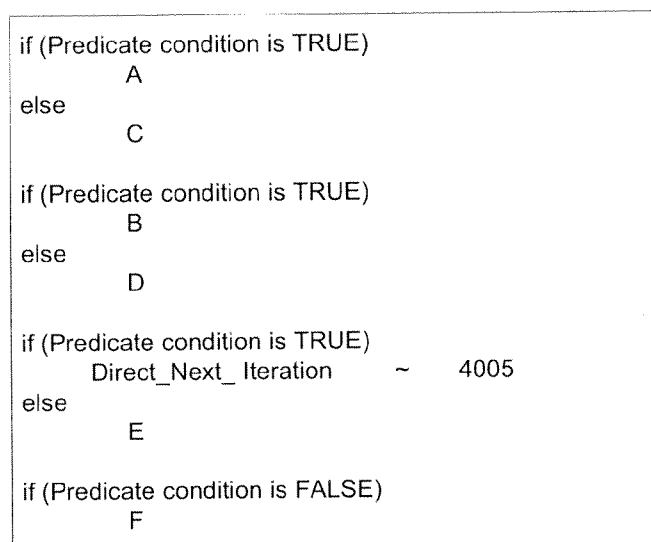 if (Predicate condition is TRUE)
A
else
C
if (Predicate condition is TRUE)
B
else
D
if (Predicate condition is TRUE)
Direct_Next_ Iteration ~ 4005
else
E
if (Predicate condition is FALSE)
F